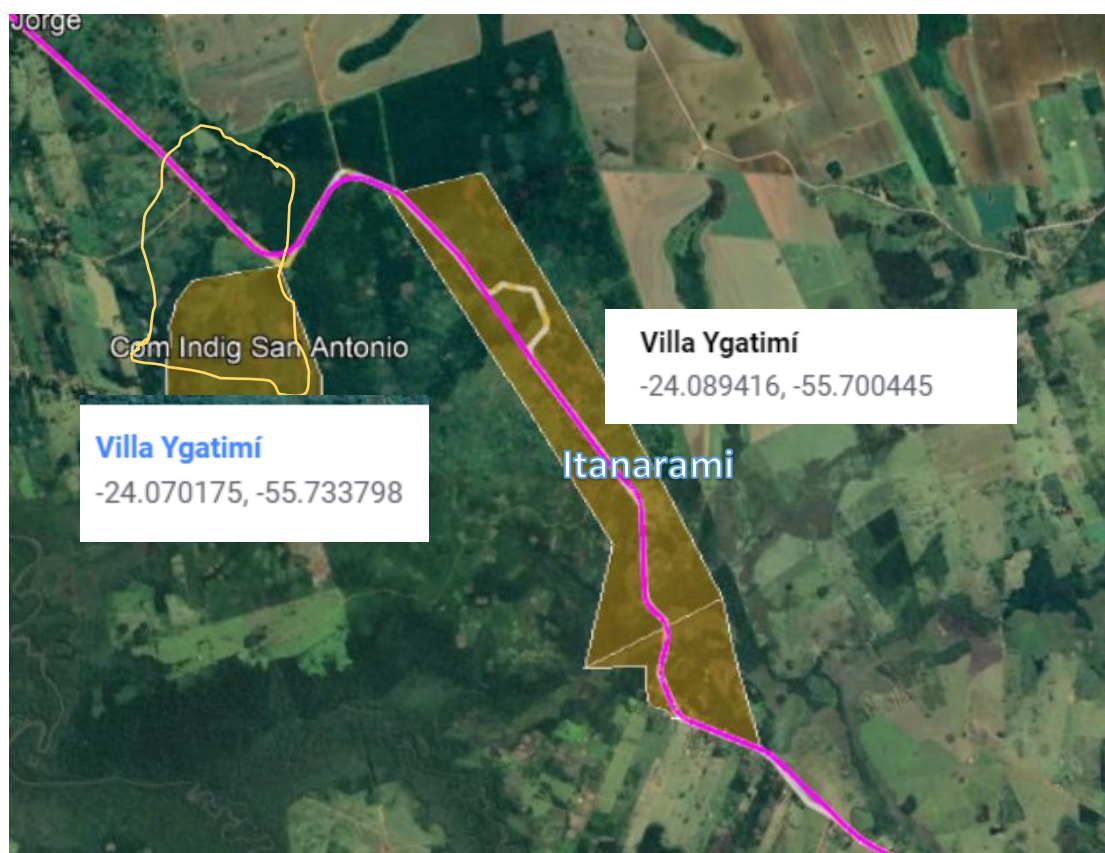 Jorge
Com Indig San Antonio
Villa Ygatimí
-24.089416, -55.700445
Villa Ygatimí
-24.070175, -55.733798
Itanarami